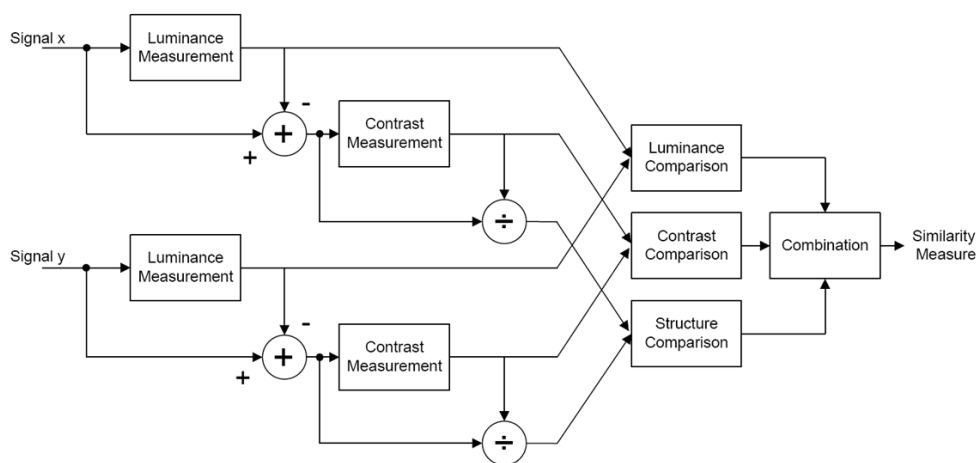 Signal x
Luminance
Measurement
-
+
+
Contrast
Measurement
÷
Luminance
Comparison
Signal y
Luminance
Measurement
-
+
+
Contrast
Measurement
÷
Contrast
Comparison
Structure
Comparison
Combination
Similarity
Measure